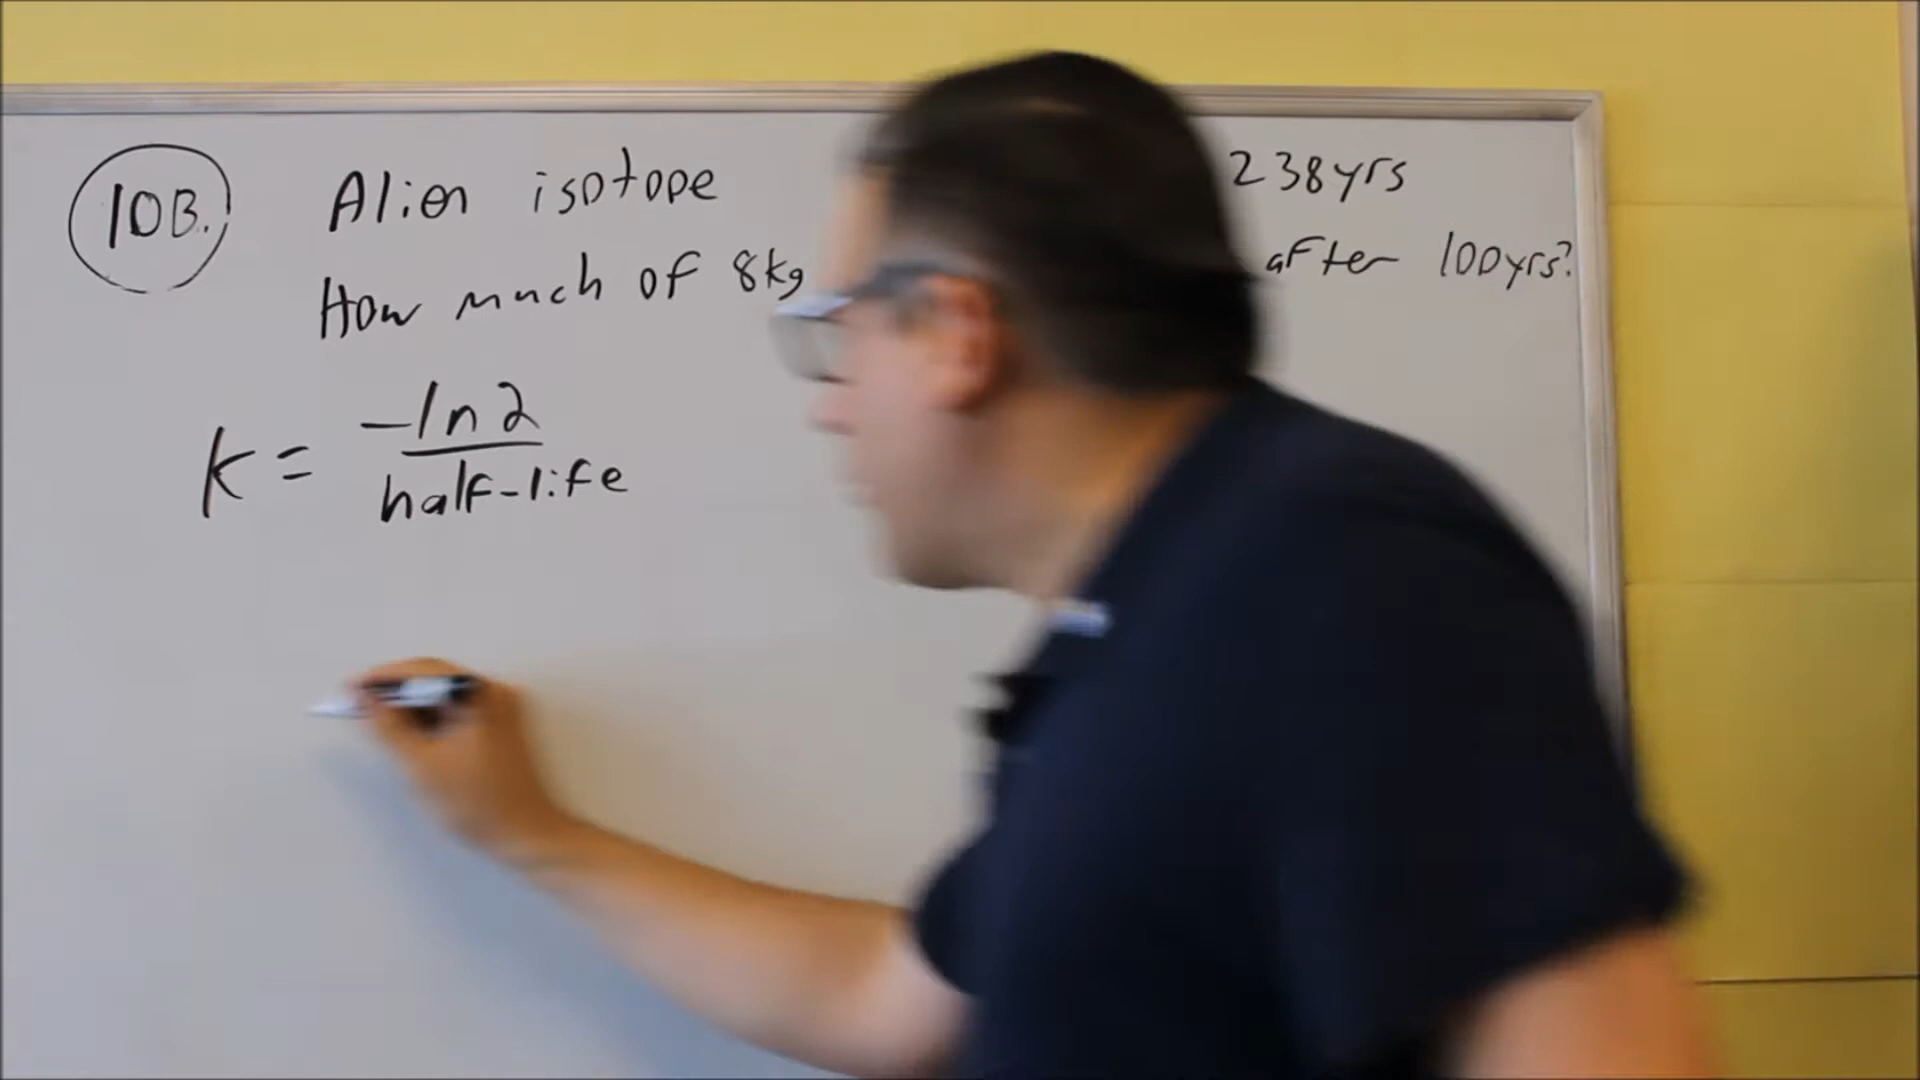 10B. Alien isotope 238yrs
How much of 8kg after 100yrs?
K = -ln2
half-life